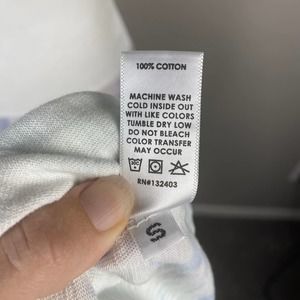 100% COTTON
MACHINE WASH
COLD INSIDE OUT
WITH LIKE COLORS
TUMBLE DRY LOW
DO NOT BLEACH
COLOR TRANSFER
MAY OCCUR
RN#132403
S